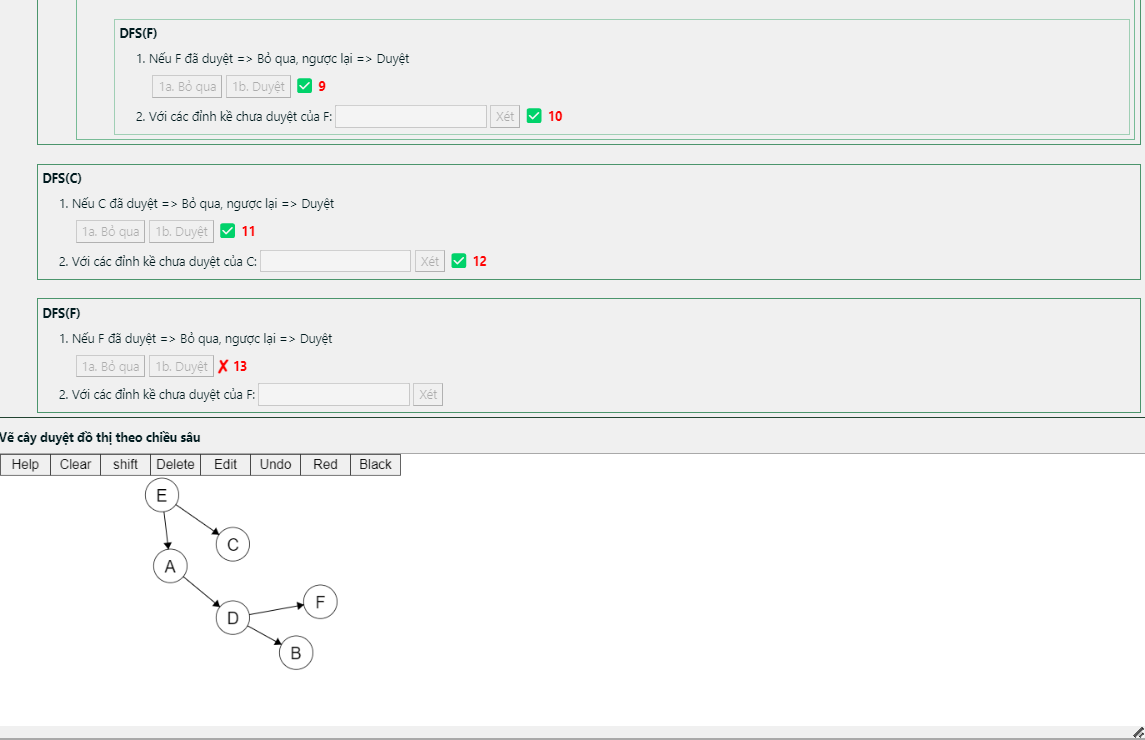 DFS(F)
1. Nếu F đã duyệt => Bỏ qua, ngược lại => Duyệt
1a. Bỏ qua 1b. Duyệt ✅ 9
2. Với các đỉnh kề chưa duyệt của F: Xét ✅ 10
DFS(C)
1. Nếu C đã duyệt => Bỏ qua, ngược lại => Duyệt
1a. Bỏ qua 1b. Duyệt ✅ 11
2. Với các đỉnh kề chưa duyệt của C: Xét ✅ 12
DFS(F)
1. Nếu F đã duyệt => Bỏ qua, ngược lại => Duyệt
1a. Bỏ qua 1b. Duyệt ✗ 13
2. Với các đỉnh kề chưa duyệt của F: Xét
Vẽ cây duyệt đồ thị theo chiều sâu
Help Clear shift Delete Edit Undo Red Black
E
C
A
F
D
B